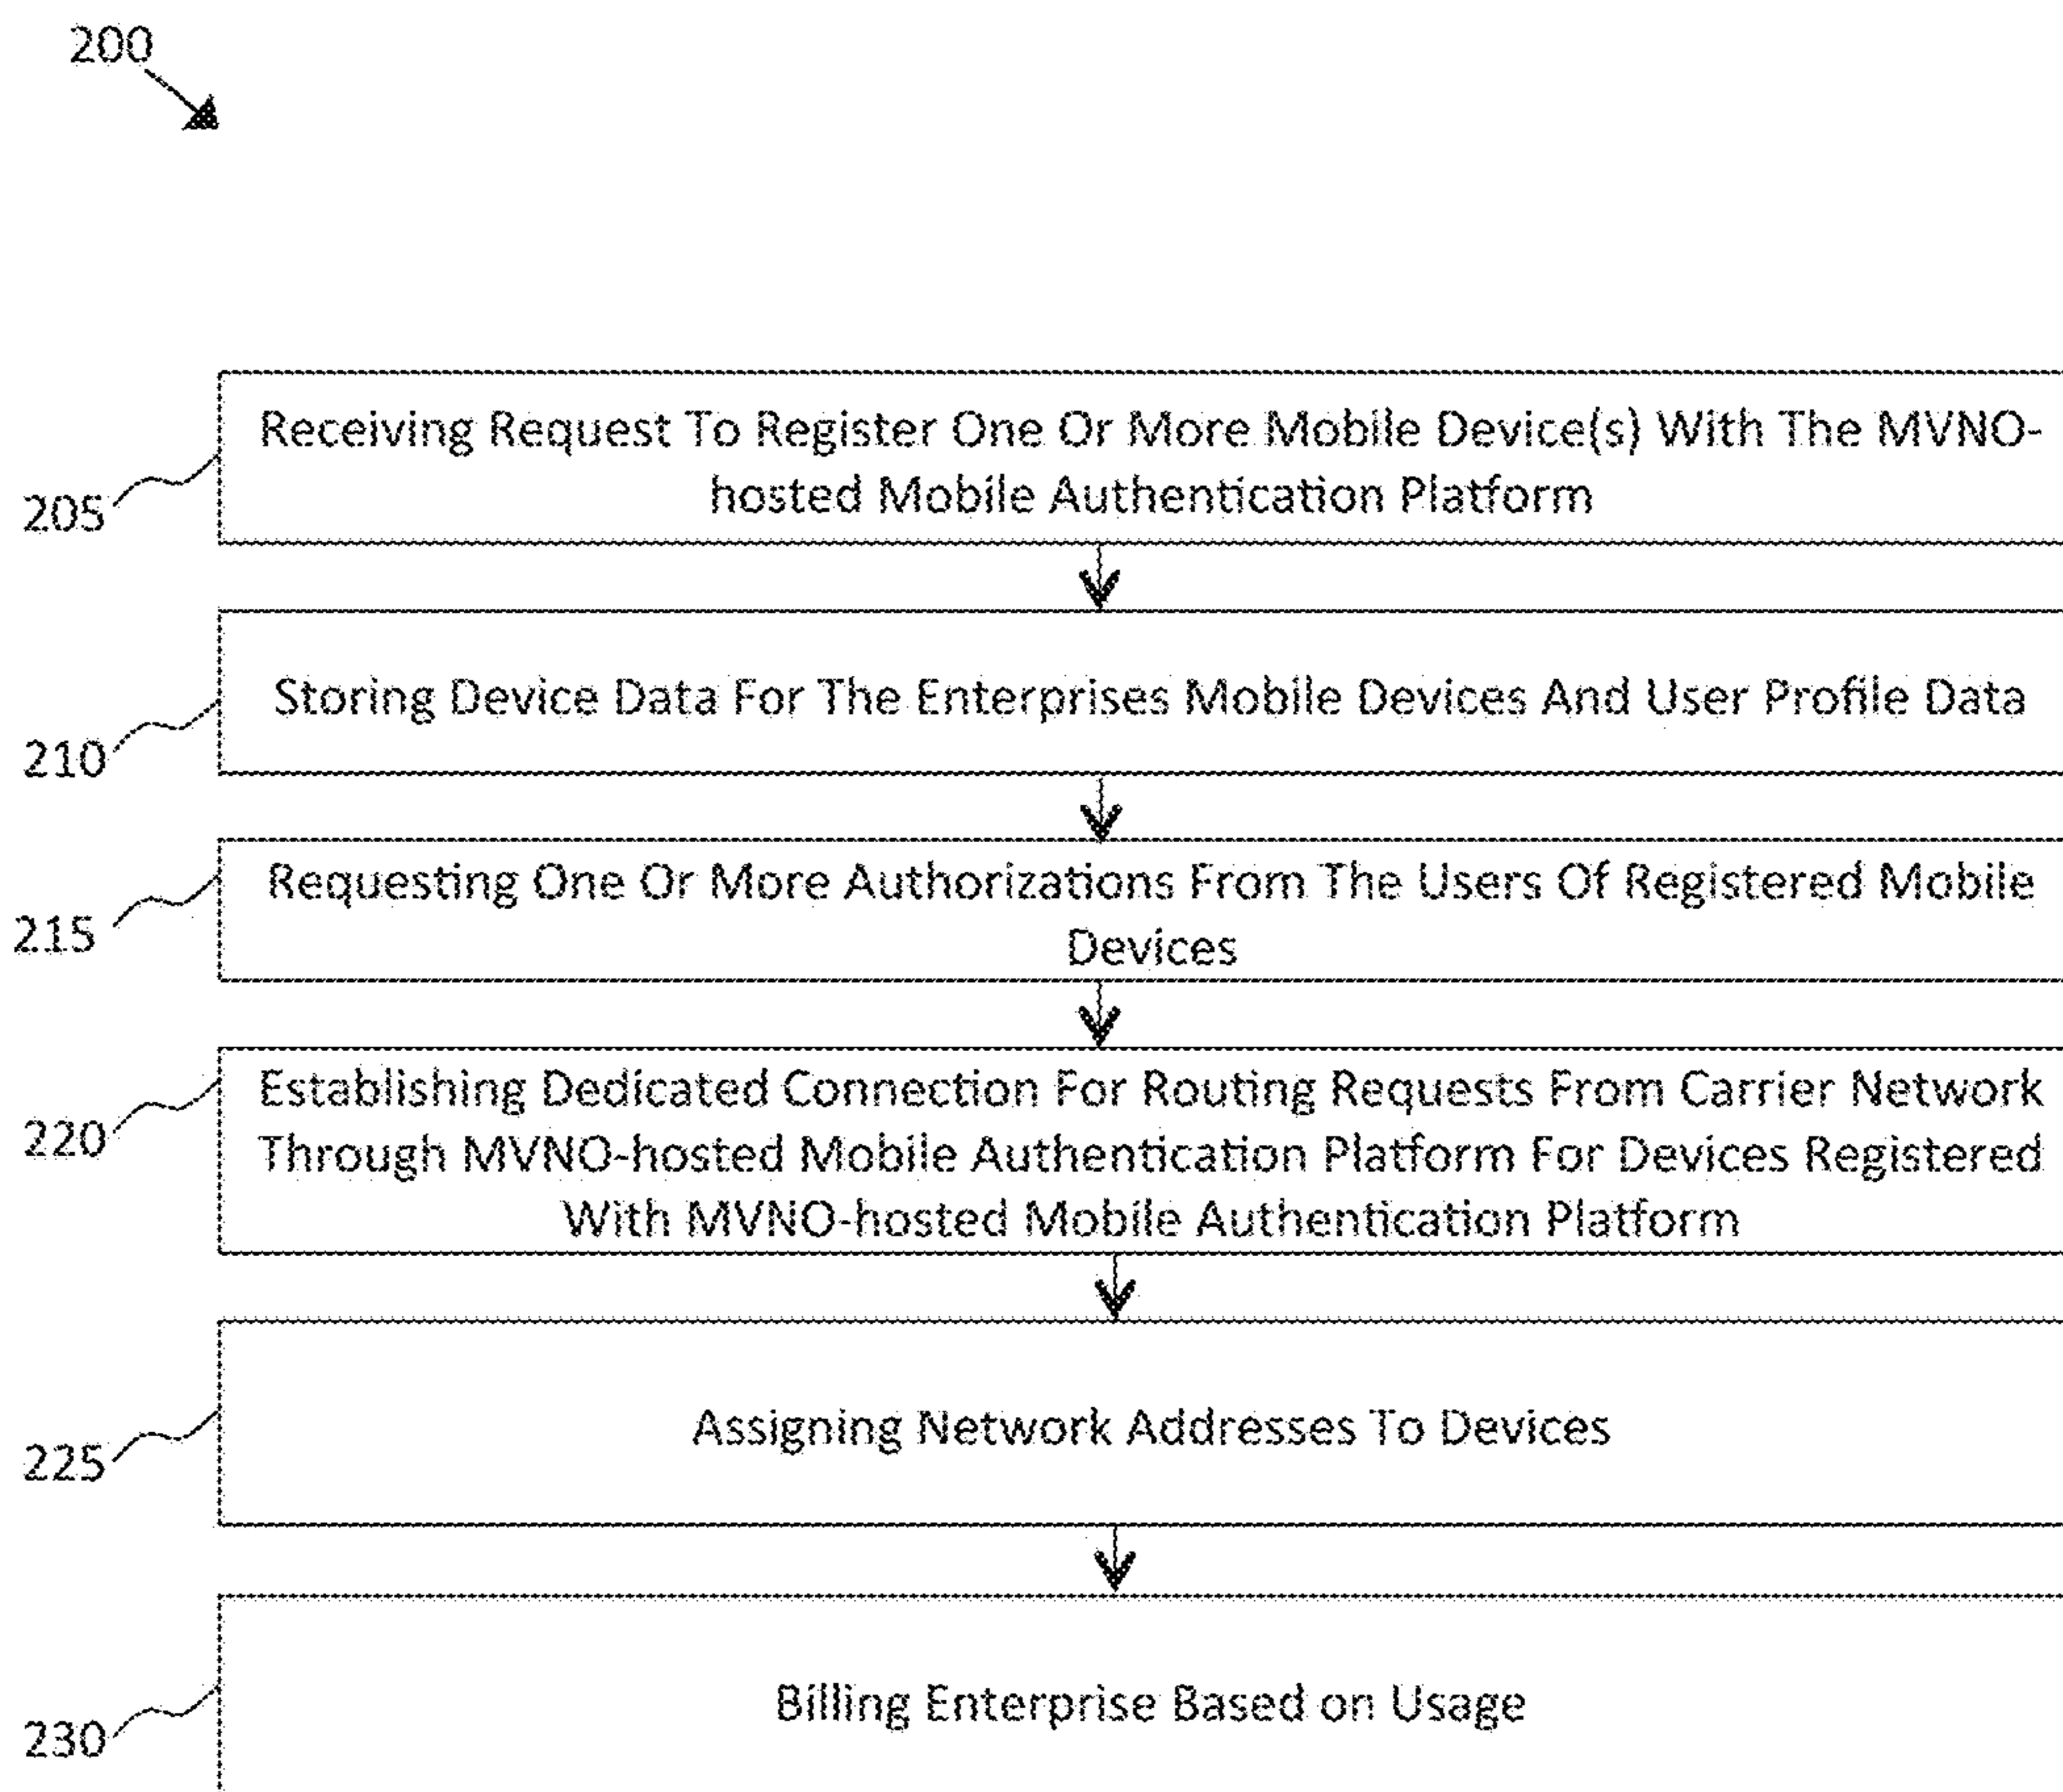 200
Receiving Request To Register One Or More Mobile Device(s) With The MVNO-
hosted Mobile Authentication Platform
205
Storing Device Data For The Enterprises Mobile Devices And User Profile Data
210
Requesting One Or More Authorizations From The Users Of Registered Mobile
Devices
215
Establishing Dedicated Connection For Routing Requests From Carrier Network
Through MVNO-hosted Mobile Authentication Platform For Devices Registered
With MVNO-hosted Mobile Authentication Platform
220
Assigning Network Addresses To Devices
225
Billing Enterprise Based on Usage
230